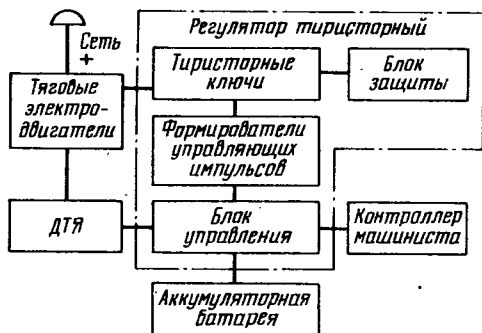 Регулятор тиристорный
Сеть
+
Тяговые
электро-
двигатели
Тиристорные
ключи
Блок
защиты
Формирователи
управляющих
импульсов
ДТЯ
Блок
управления
Контроллер
машиниста
Аккумуляторная
батарея